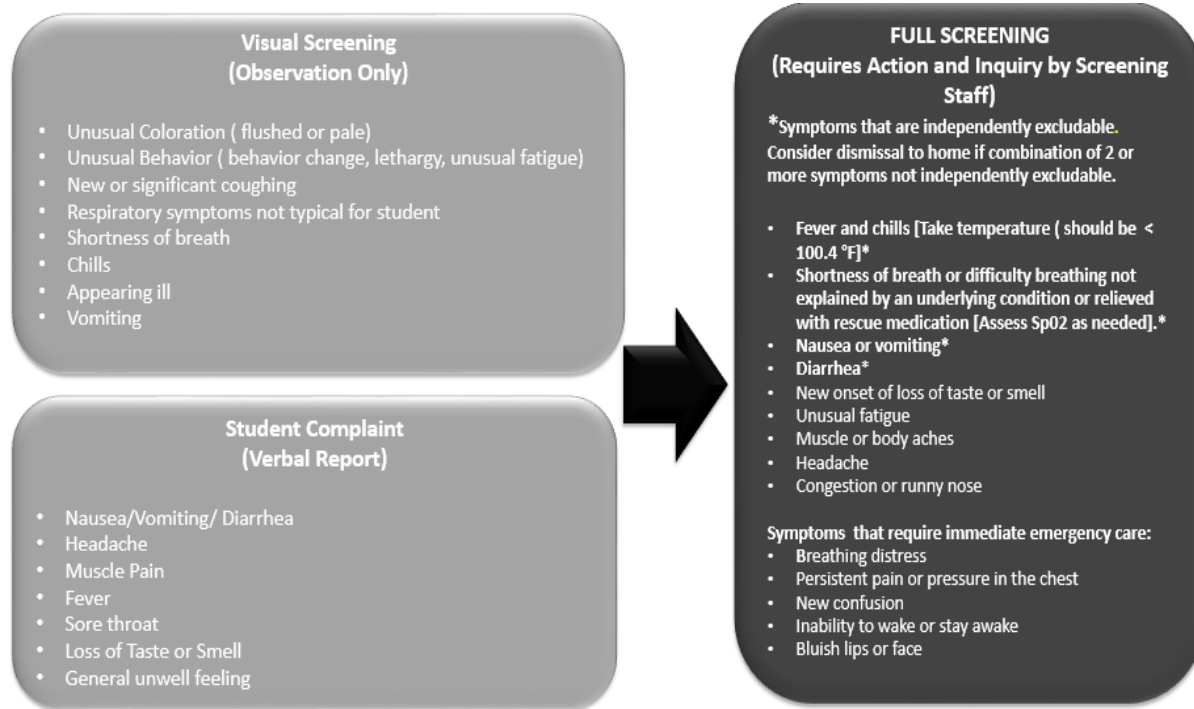 Visual Screening
(Observation Only)
• Unusual Coloration ( flushed or pale)
• Unusual Behavior ( behavior change, lethargy, unusual fatigue)
• New or significant coughing
• Respiratory symptoms not typical for student
• Shortness of breath
• Chills
• Appearing ill
• Vomiting
Student Complaint
(Verbal Report)
• Nausea/Vomiting/ Diarrhea
• Headache
• Muscle Pain
• Fever
• Sore throat
• Loss of Taste or Smell
• General unwell feeling
FULL SCREENING
(Requires Action and Inquiry by Screening
Staff)
*Symptoms that are independently excludable.
Consider dismissal to home if combination of 2 or
more symptoms not independently excludable.
• Fever and chills [Take temperature ( should be <
100.4 °F]*
• Shortness of breath or difficulty breathing not
explained by an underlying condition or relieved
with rescue medication [Assess Sp02 as needed].*
• Nausea or vomiting*
• Diarrhea*
• New onset of loss of taste or smell
• Unusual fatigue
• Muscle or body aches
• Headache
• Congestion or runny nose
Symptoms that require immediate emergency care:
• Breathing distress
• Persistent pain or pressure in the chest
• New confusion
• Inability to wake or stay awake
• Bluish lips or face